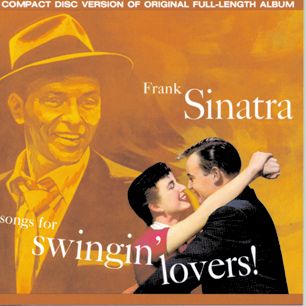 COMPACT DISC VERSION OF ORIGINAL FULL-LENGTH ALBUM
Frank
Sinatra
songs for
swingin'
lovers!